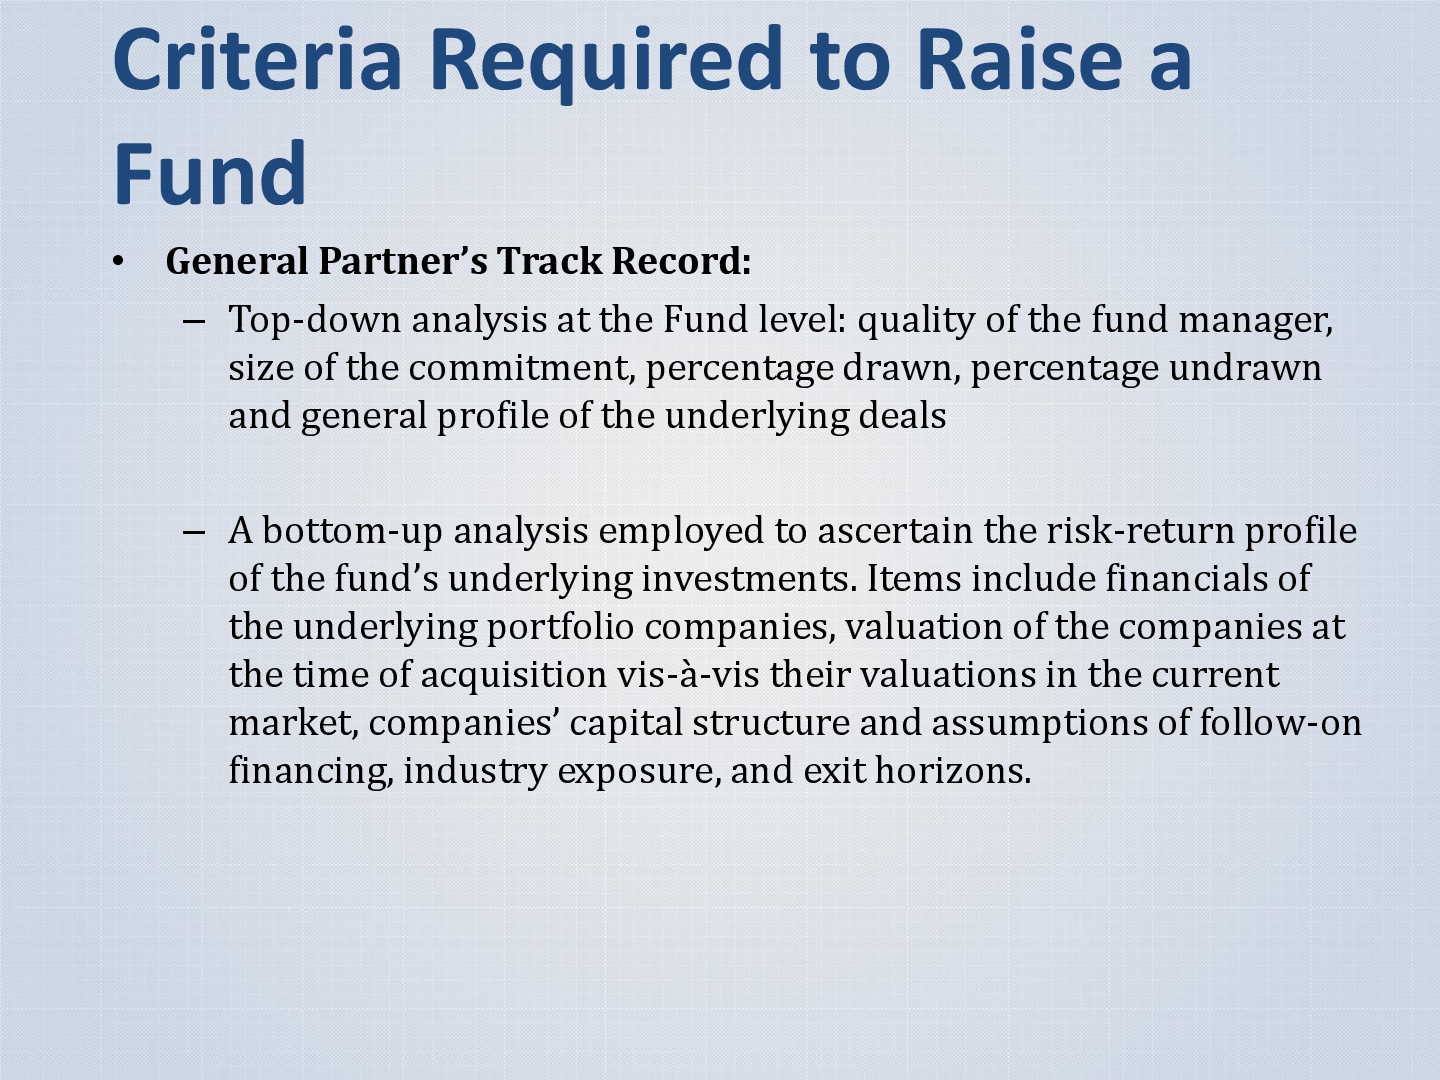 Criteria Required to Raise a
Fund
• General Partner’s Track Record:
– Top-down analysis at the Fund level: quality of the fund manager,
size of the commitment, percentage drawn, percentage undrawn
and general profile of the underlying deals
– A bottom-up analysis employed to ascertain the risk-return profile
of the fund’s underlying investments. Items include financials of
the underlying portfolio companies, valuation of the companies at
the time of acquisition vis-à-vis their valuations in the current
market, companies’ capital structure and assumptions of follow-on
financing, industry exposure, and exit horizons.